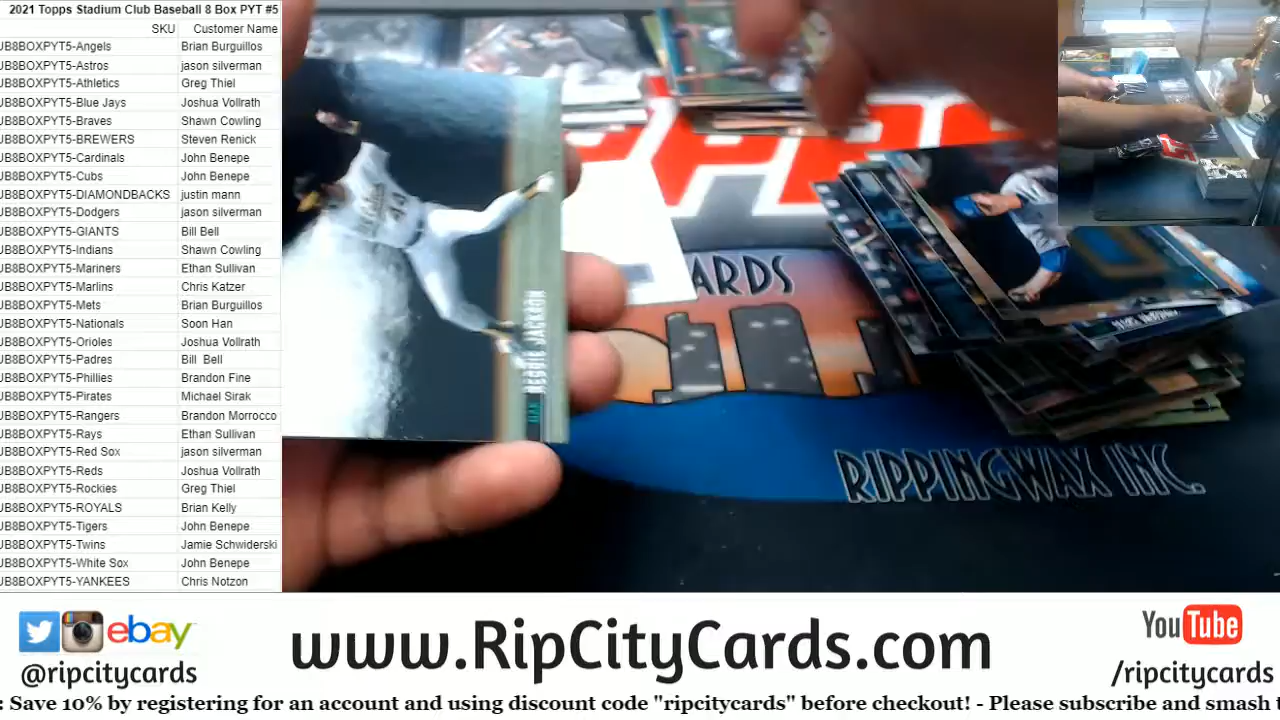 2021 Topps Stadium Club Baseball 8 Box PYT #5
SKU Customer Name
JB8BOXPYT5-Angels Brian Burguillos
JB8BOXPYT5-Astros jason silverman
JB8BOXPYT5-Athletics Greg Thiel
JB8BOXPYT5-Blue Jays Joshua Vollrath
JB8BOXPYT5-Braves Shawn Cowling
JB8BOXPYT5-BREWERS Steven Renick
JB8BOXPYT5-Cardinals John Benepe
JB8BOXPYT5-Cubs John Benepe
JB8BOXPYT5-DIAMONDBACKS justin mann
JB8BOXPYT5-Dodgers jason silverman
JB8BOXPYT5-GIANTS Bill Bell
JB8BOXPYT5-Indians Shawn Cowling
JB8BOXPYT5-Mariners Ethan Sullivan
JB8BOXPYT5-Marlins Chris Katzer
JB8BOXPYT5-Mets Brian Burguillos
JB8BOXPYT5-Nationals Soon Han
JB8BOXPYT5-Orioles Joshua Vollrath
JB8BOXPYT5-Padres Bill Bell
JB8BOXPYT5-Phillies Brandon Fine
JB8BOXPYT5-Pirates Michael Sirak
JB8BOXPYT5-Rangers Brandon Morrocco
JB8BOXPYT5-Rays Ethan Sullivan
JB8BOXPYT5-Red Sox jason silverman
JB8BOXPYT5-Reds Joshua Vollrath
JB8BOXPYT5-Rockies Greg Thiel
JB8BOXPYT5-ROYALS Brian Kelly
JB8BOXPYT5-Tigers John Benepe
JB8BOXPYT5-Twins Jamie Schwiderski
JB8BOXPYT5-White Sox John Benepe
JB8BOXPYT5-YANKEES Chris Notzon
44
OAK REGGIE JACKSON
ARDS
RIPPINGWAX INC.
ebay
@ripcitycards
www.RipCityCards.com
YouTube
/ripcitycards
: Save 10% by registering for an account and using discount code "ripcitycards" before checkout! - Please subscribe and smash